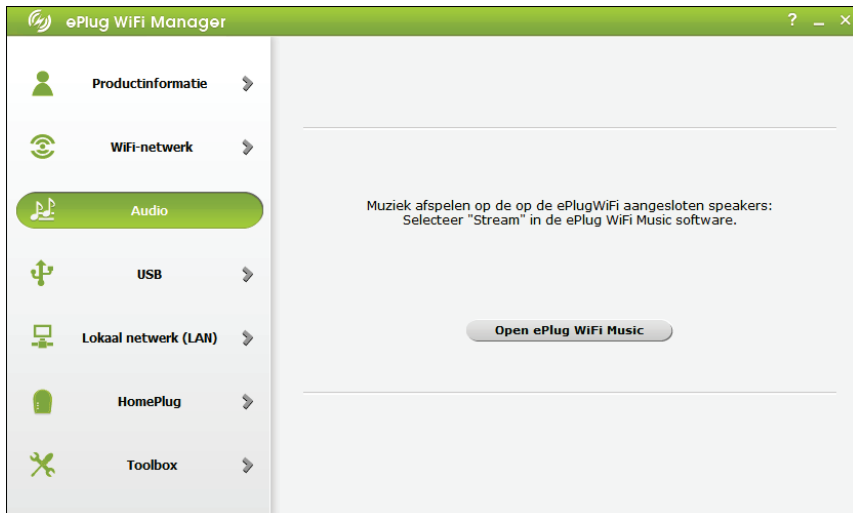 ePlug WiFi Manager
Productinformatie
WiFi-netwerk
Audio
USB
Lokaal netwerk (LAN)
HomePlug
Toolbox
Muziek afspelen op de op de ePlugWiFi aangesloten speakers:
Selecteer "Stream" in de ePlug WiFi Music software.
Open ePlug WiFi Music